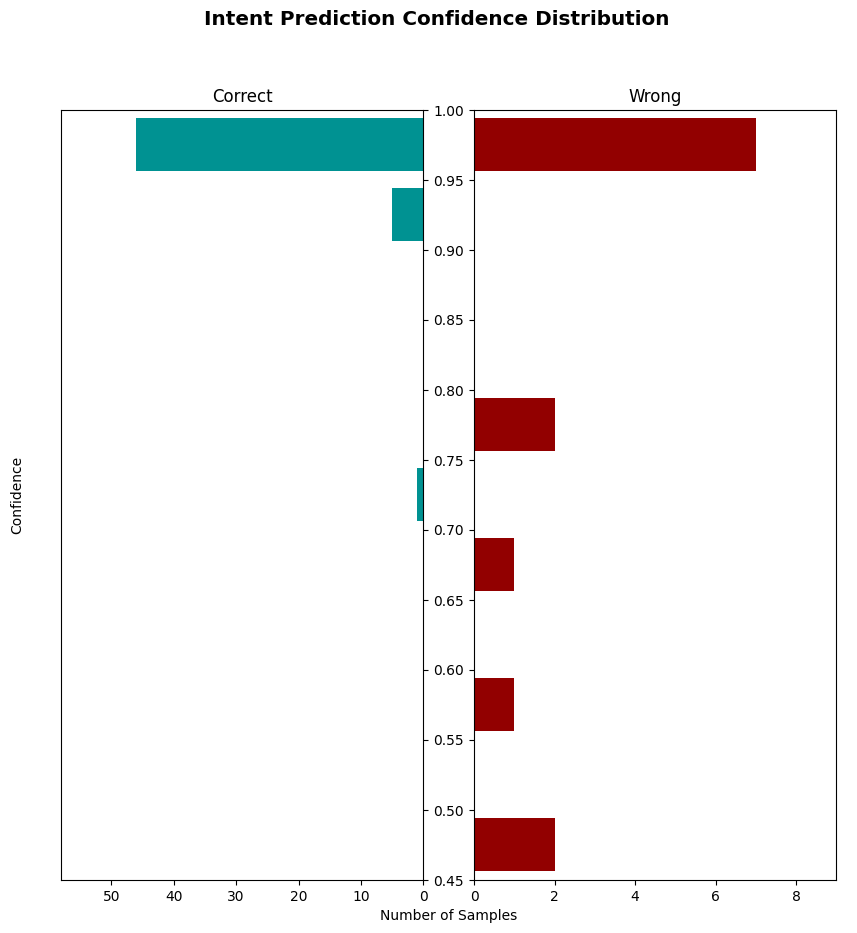 Intent Prediction Confidence Distribution
Correct
Wrong
1.00
0.95
0.90
0.85
0.80
0.75
0.70
0.65
0.60
0.55
0.50
0.45
Confidence
50 40 30 20 10 0
0 2 4 6 8
Number of Samples